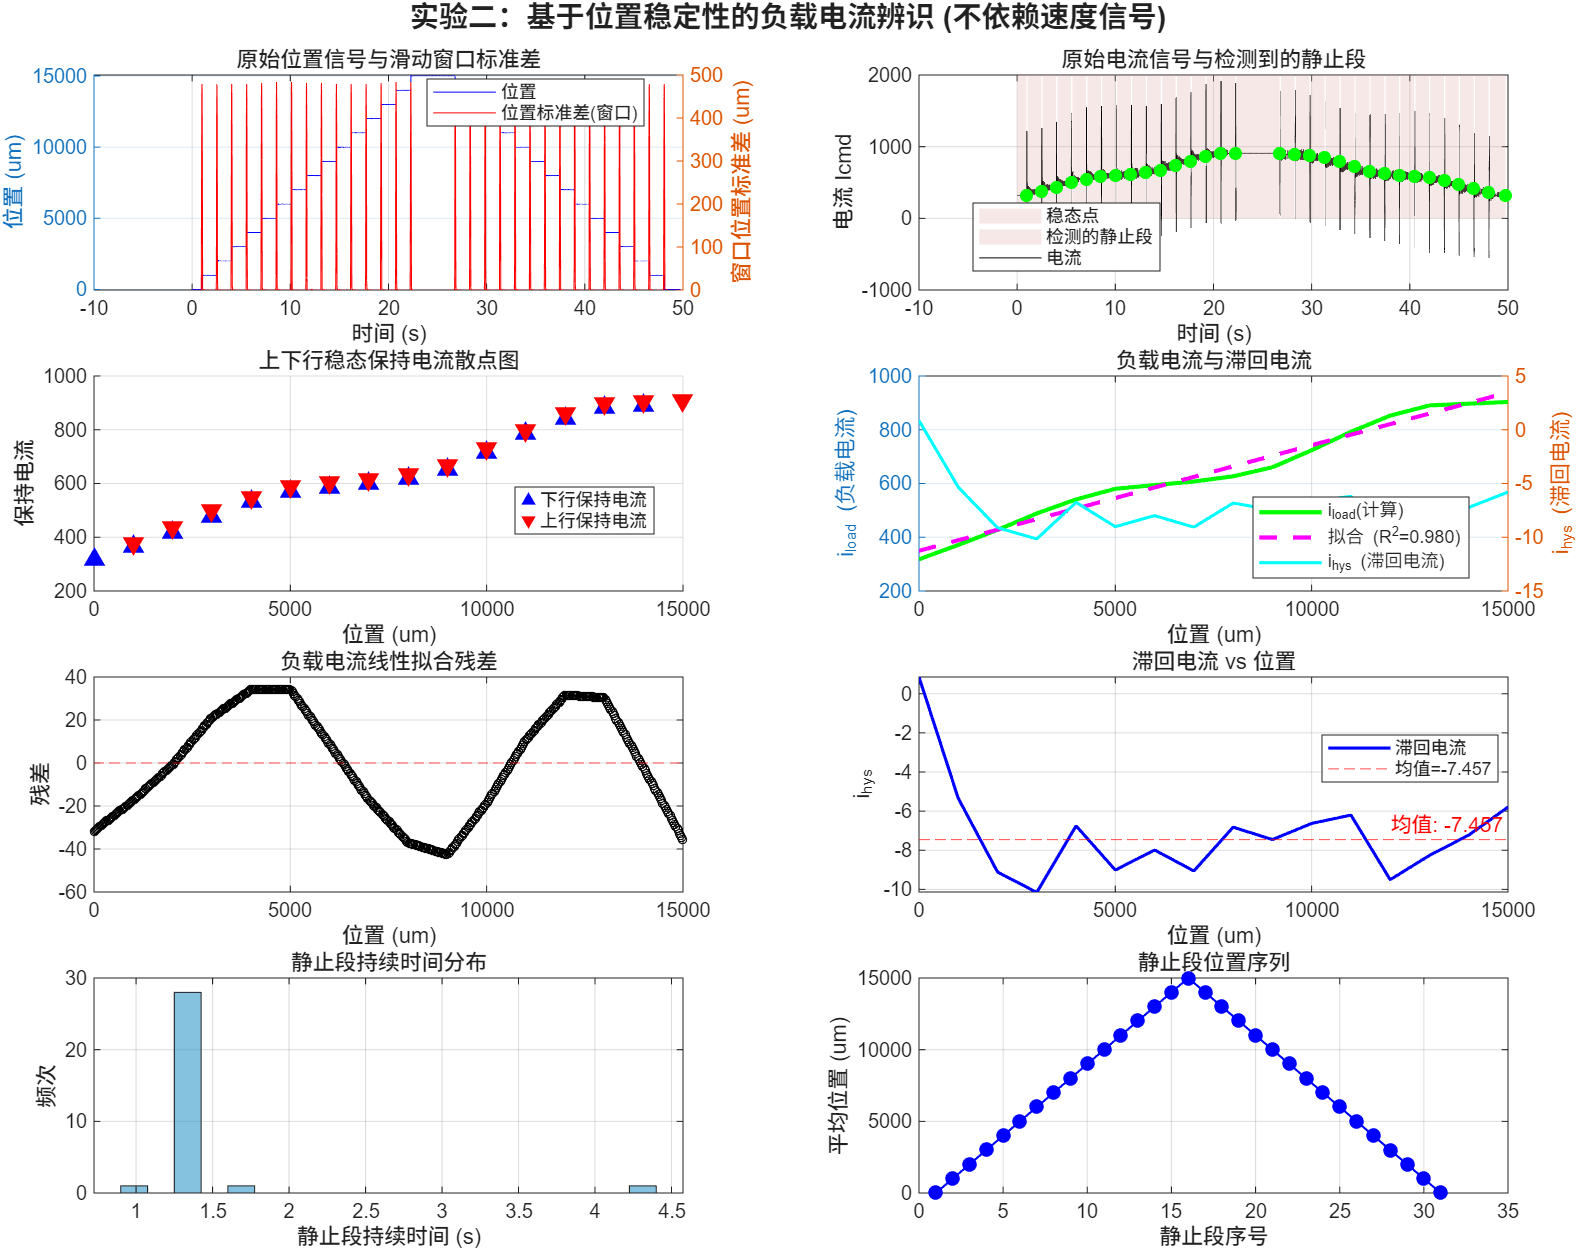 实验二：基于位置稳定性的负载电流辨识 (不依赖速度信号)
原始位置信号与滑动窗口标准差
位置 (um)
窗口位置标准差 (um)
15000
10000
5000
0
500
400
300
200
100
0
位置
位置标准差(窗口)
-10 0 10 20 30 40 50
时间 (s)
原始电流信号与检测到的静止段
电流 Icmd
2000
1000
0
-1000
稳态点
检测的静止段
电流
-10 0 10 20 30 40 50
时间 (s)
上下行稳态保持电流散点图
保持电流
1000
800
600
400
200
下行保持电流
上行保持电流
0 5000 10000 15000
位置 (um)
负载电流与滞回电流
i_load (负载电流)
i_hys (滞回电流)
1000
800
600
400
200
5
0
-5
-10
-15
i_load(计算)
拟合 (R²=0.980)
i_hys (滞回电流)
0 5000 10000 15000
位置 (um)
负载电流线性拟合残差
残差
40
20
0
-20
-40
-60
0 5000 10000 15000
位置 (um)
滞回电流 vs 位置
i_hys
0
-2
-4
-6
-8
-10
滞回电流
均值=-7.457
均值: -7.457
0 5000 10000 15000
位置 (um)
静止段持续时间分布
频次
30
20
10
0
1 1.5 2 2.5 3 3.5 4 4.5
静止段持续时间 (s)
静止段位置序列
平均位置 (um)
15000
10000
5000
0
0 5 10 15 20 25 30 35
静止段序号